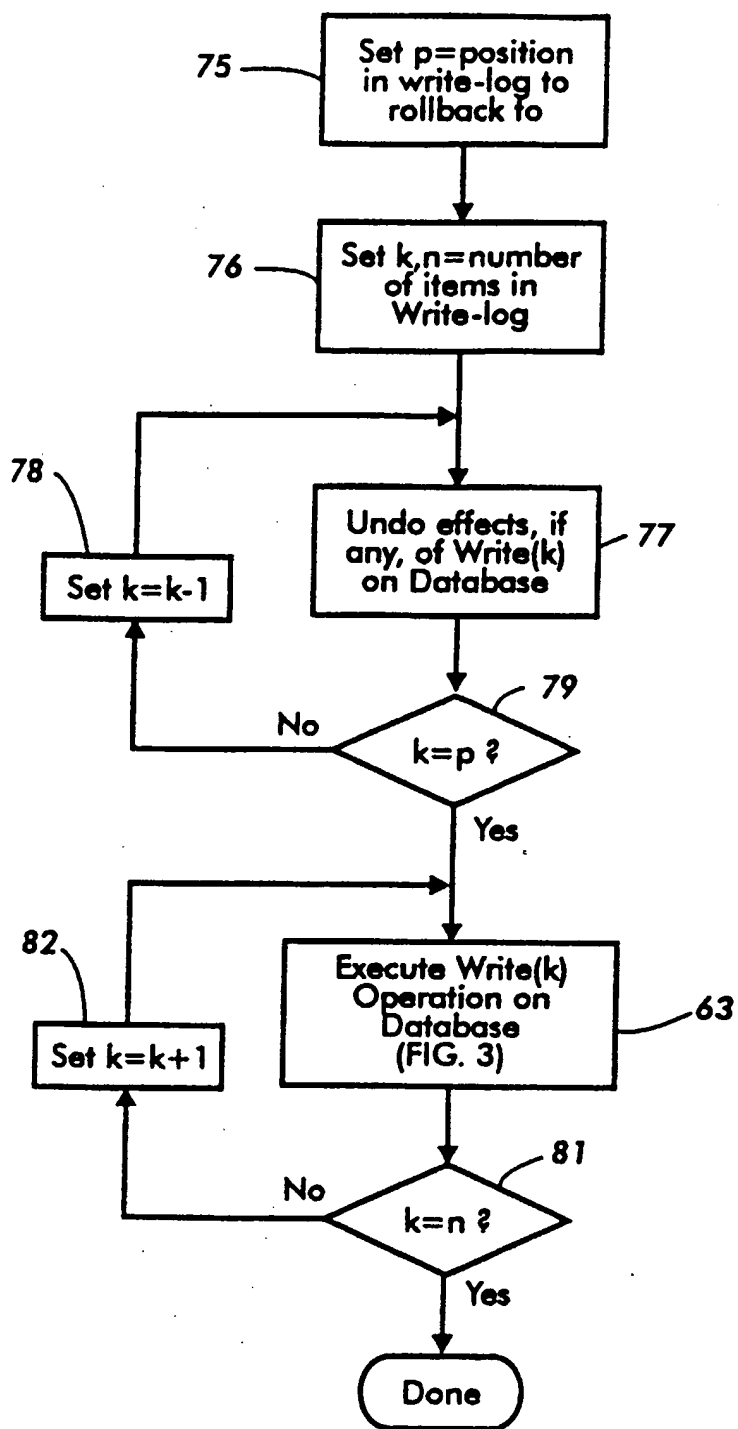 75
Set p=position
in write-log to
rollback to
76
Set k,n=number
of items in
Write-log
78
Set k=k-1
Undo effects, if
any, of Write(k)
on Database
77
79
No
k=p ?
Yes
82
Set k=k+1
Execute Write(k)
Operation on
Database
(FIG. 3)
63
81
No
k=n ?
Yes
Done